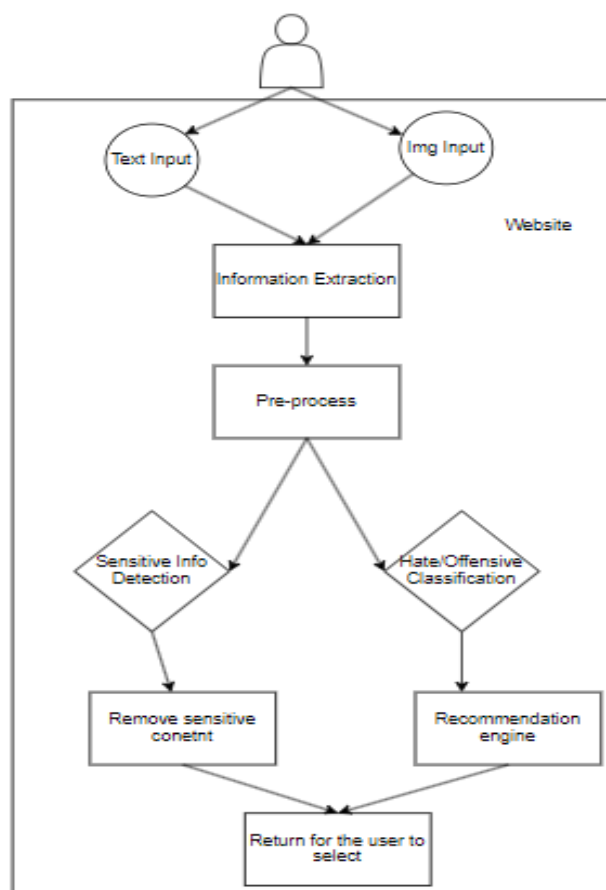 Text Input
Img Input
Website
Information Extraction
Pre-process
Sensitive Info
Detection
Hate/Offensive
Classification
Remove sensitive
conetnt
Recommendation
engine
Return for the user to
select